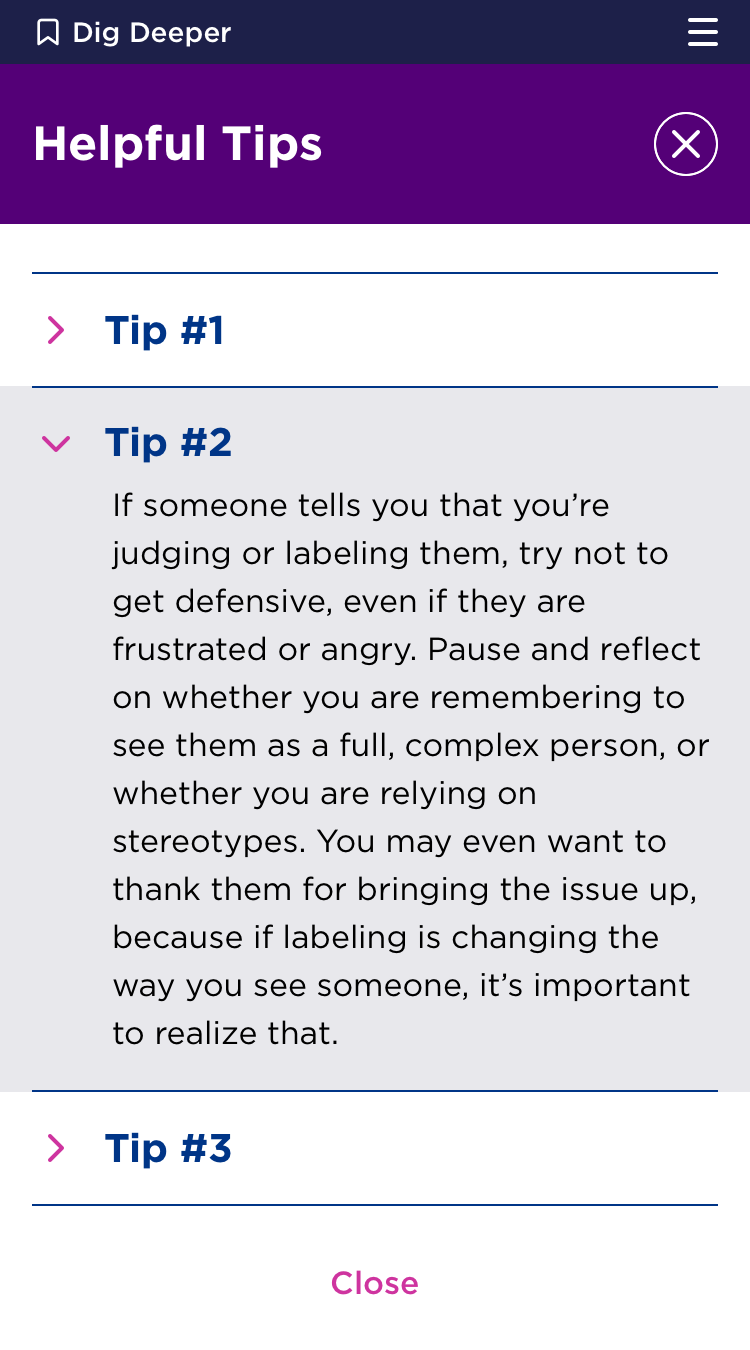 Dig Deeper
Helpful Tips
Tip #1
Tip #2
If someone tells you that you’re
judging or labeling them, try not to
get defensive, even if they are
frustrated or angry. Pause and reflect
on whether you are remembering to
see them as a full, complex person, or
whether you are relying on
stereotypes. You may even want to
thank them for bringing the issue up,
because if labeling is changing the
way you see someone, it’s important
to realize that.
Tip #3
Close